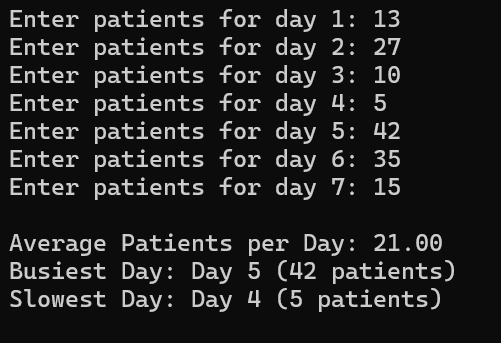 Enter patients for day 1: 13
Enter patients for day 2: 27
Enter patients for day 3: 10
Enter patients for day 4: 5
Enter patients for day 5: 42
Enter patients for day 6: 35
Enter patients for day 7: 15

Average Patients per Day: 21.00
Busiest Day: Day 5 (42 patients)
Slowest Day: Day 4 (5 patients)